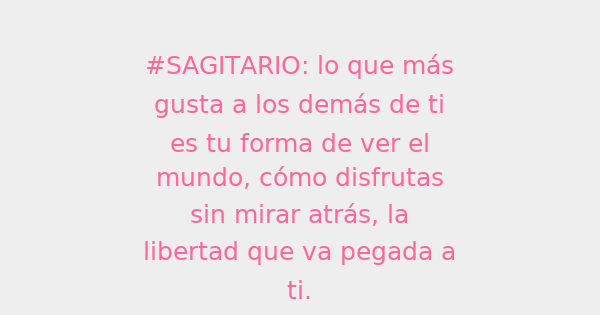 #SAGITARIO: lo que más
gusta a los demás de ti
es tu forma de ver el
mundo, cómo disfrutas
sin mirar atrás, la
libertad que va pegada a
ti.